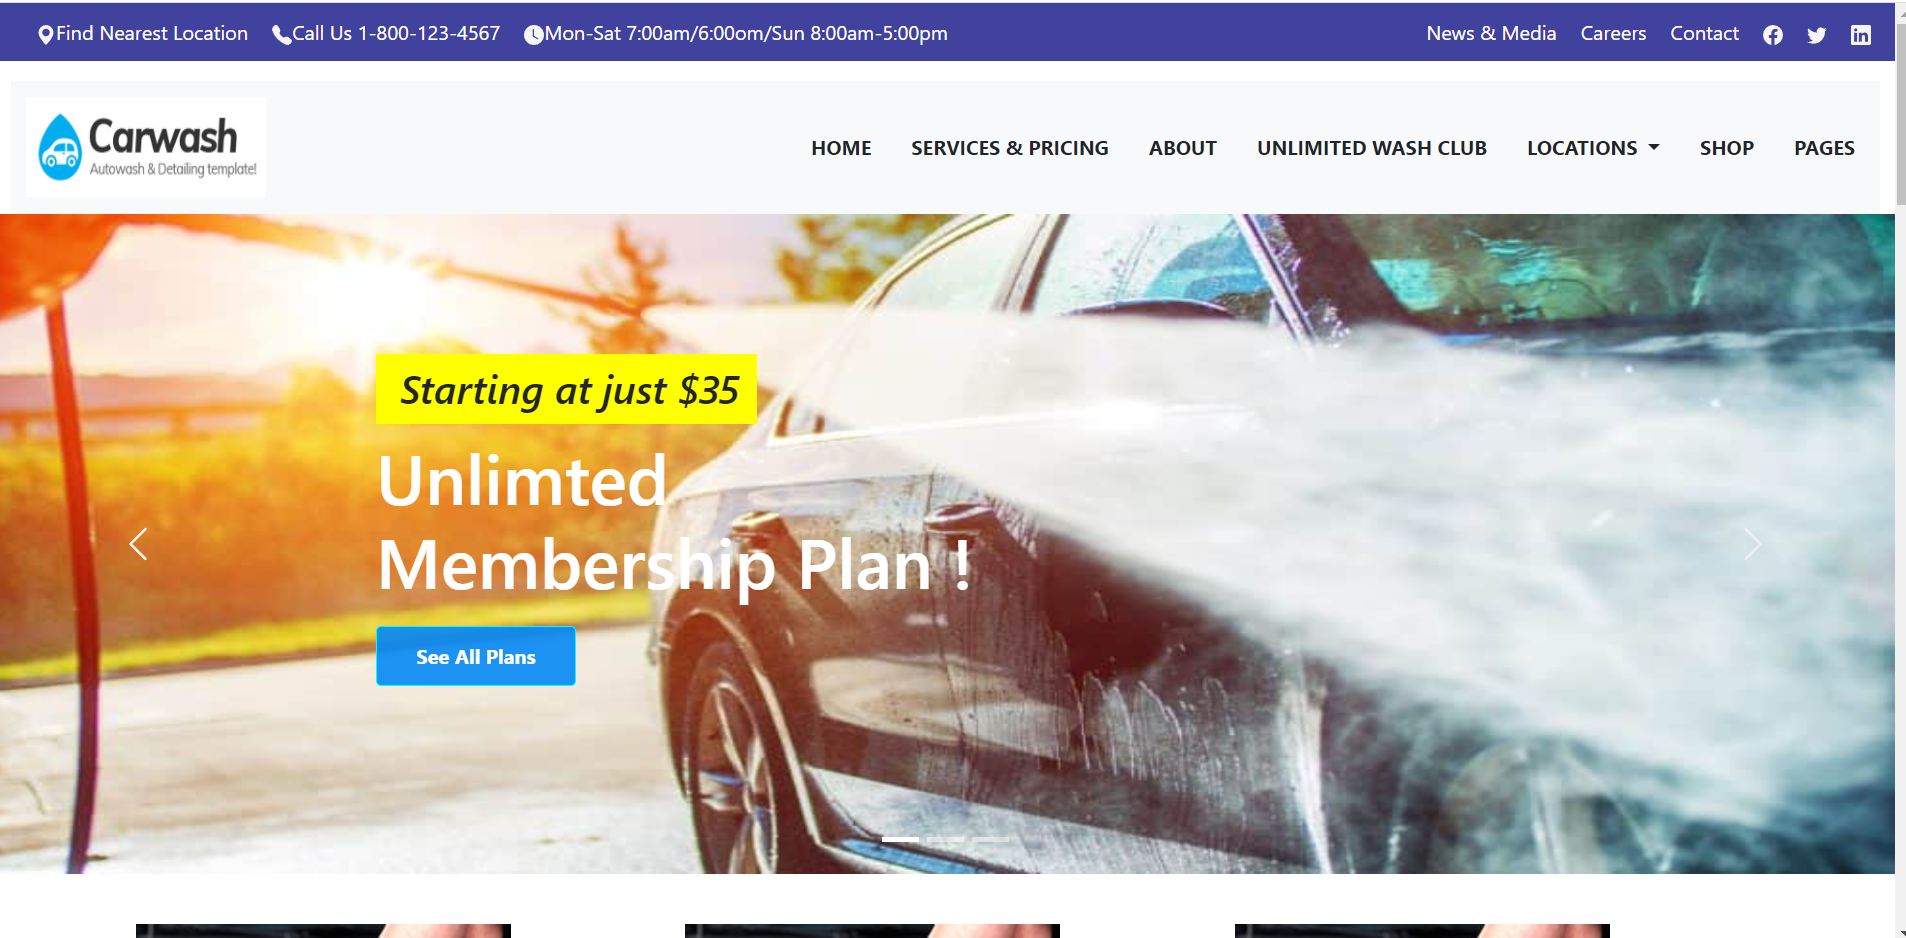 Find Nearest Location Call Us 1-800-123-4567 Mon-Sat 7:00am/6:00om/Sun 8:00am-5:00pm News & Media Careers Contact
Carwash
Autowash & Detailing template!
HOME SERVICES & PRICING ABOUT UNLIMITED WASH CLUB LOCATIONS SHOP PAGES
Starting at just $35
Unlimted
Membership Plan !
See All Plans